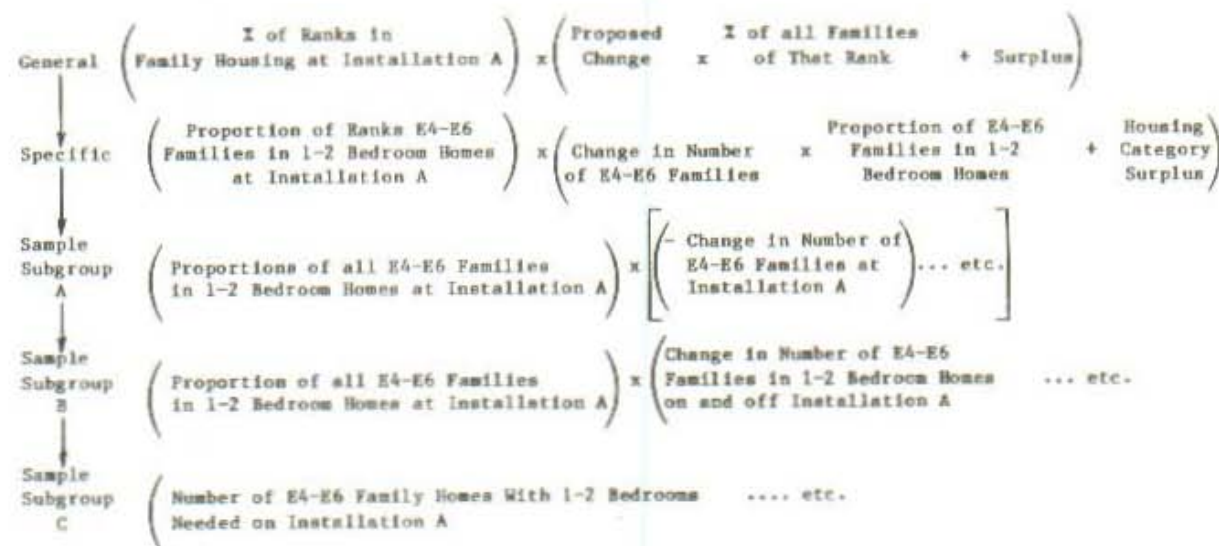 General ( % of Ranks in Family Housing at Installation A ) x ( Proposed Change x % of all Families of That Rank + Surplus )
Specific ( Proportion of Ranks E4-E6 Families in 1-2 Bedroom Homes at Installation A ) x ( Change in Number of E4-E6 Families x Proportion of E4-E6 Families in 1-2 Bedroom Homes + Housing Category Surplus )
Sample Subgroup A ( Proportions of all E4-E6 Families in 1-2 Bedroom Homes at Installation A ) x [ ( - Change in Number of E4-E6 Families at Installation A ) ... etc. ]
Sample Subgroup B ( Proportion of all E4-E6 Families in 1-2 Bedroom Homes at Installation A ) x ( Change in Number of E4-E6 Families in 1-2 Bedroom Homes on and off Installation A ... etc.
Sample Subgroup C ( Number of E4-E6 Family Homes With 1-2 Bedrooms Needed on Installation A .... etc.